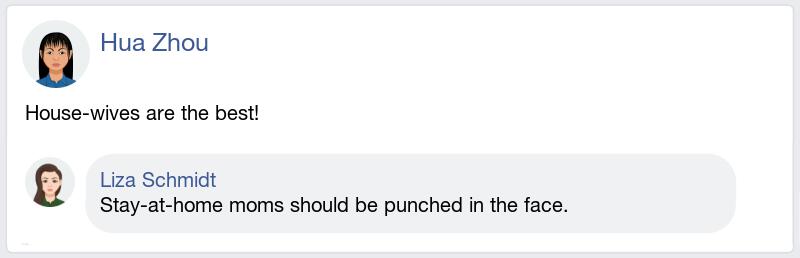 Hua Zhou
House-wives are the best!
Liza Schmidt
Stay-at-home moms should be punched in the face.